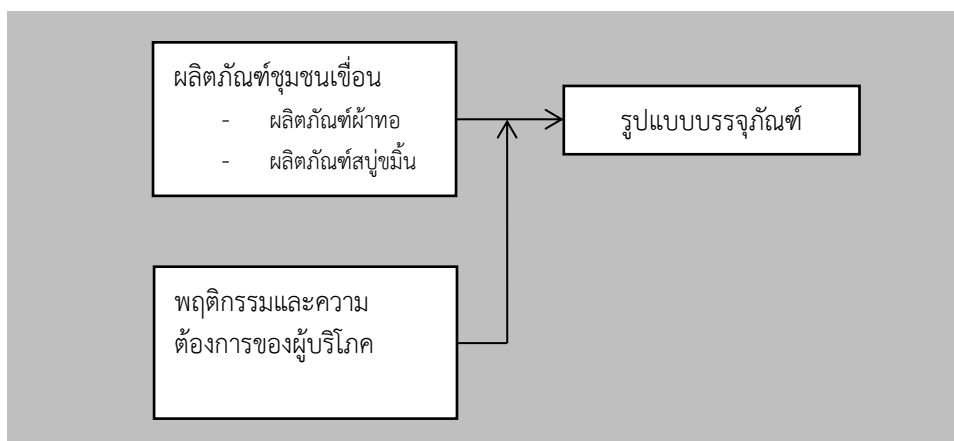 ผลิตภัณฑ์ชุมชนเขื่อน
- ผลิตภัณฑ์ผ้าทอ
- ผลิตภัณฑ์สบู่ขมิ้น
รูปแบบบรรจุภัณฑ์
พฤติกรรมและความ
ต้องการของผู้บริโภค